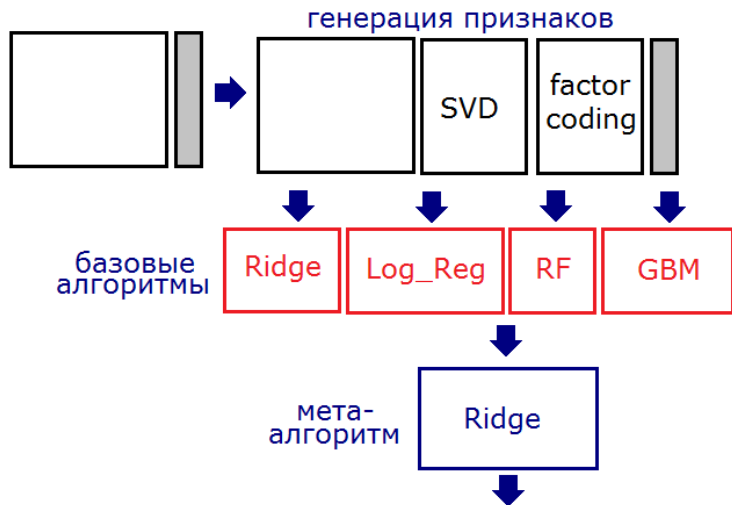 генерация признаков
SVD
factor
coding
базовые
алгоритмы
Ridge
Log_Reg
RF
GBM
мета-
алгоритм
Ridge